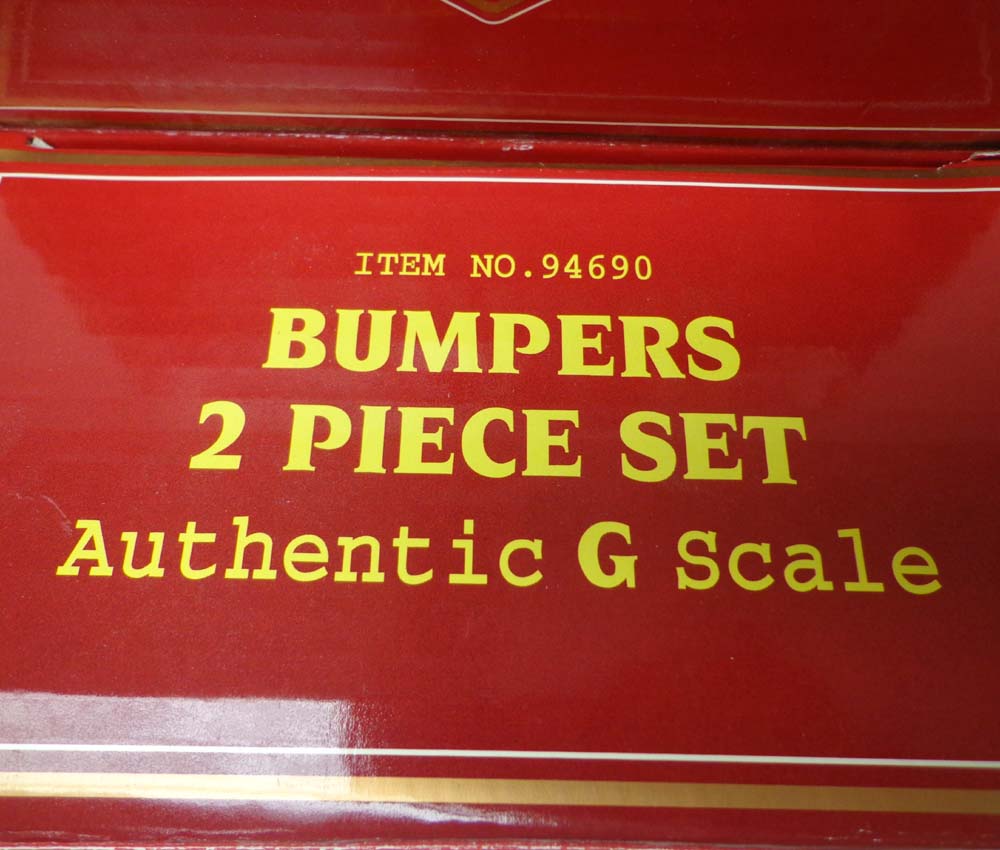 ITEM NO.94690
BUMPERS
2 PIECE SET
Authentic G Scale